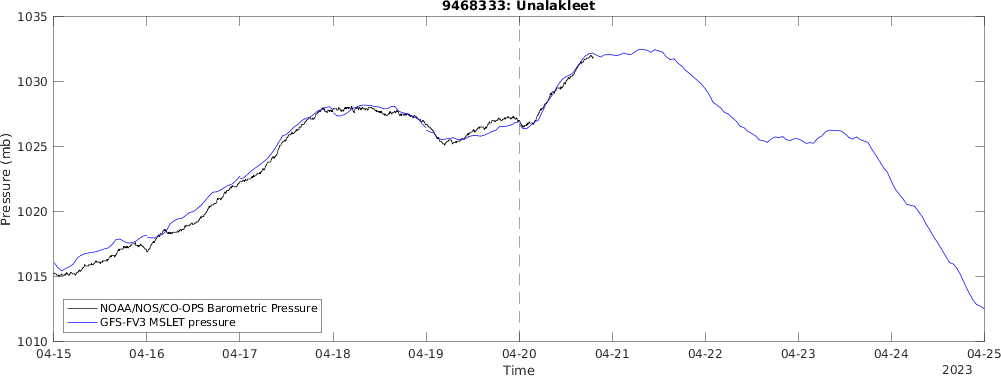 9468333: Unalakleet
1035
1030
1025
1020
1015
1010
Pressure (mb)
NOAA/NOS/CO-OPS Barometric Pressure
GFS-FV3 MSLET pressure
04-15 04-16 04-17 04-18 04-19 04-20 04-21 04-22 04-23 04-24 04-25
Time
2023